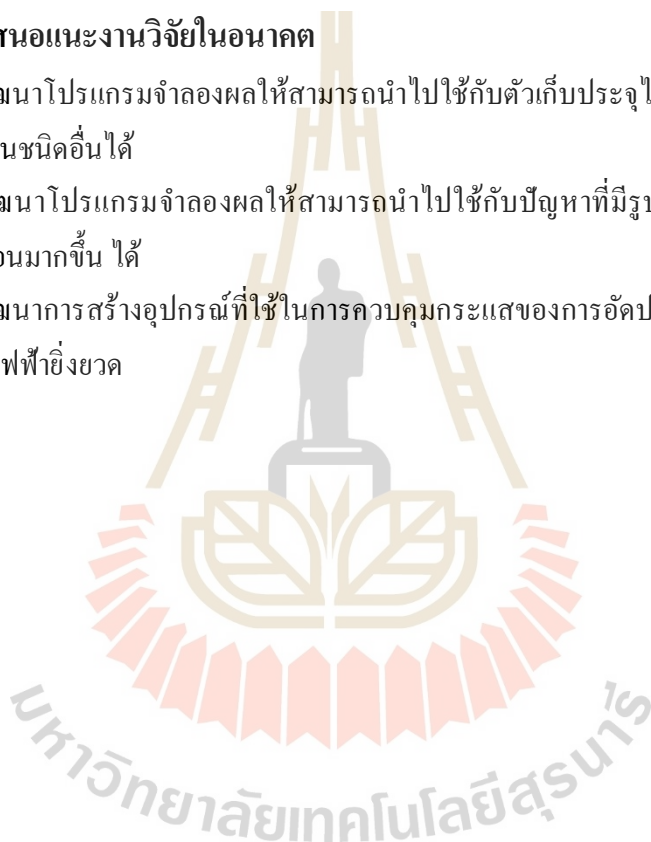 สนอแนะงานวิจัยในอนาคต
ฒนาโปรแกรมจำลองผลให้สามารถนำไปใช้กับตัวเก็บประจุไ
นชนิดอื่นได้
ฒนาโปรแกรมจำลองผลให้สามารถนำไปใช้กับปัญหาที่มีรูป
อนมากขึ้น ได้
ฒนาการสร้างอุปกรณ์ที่ใช้ในการควบคุมกระแสของการอัดป
ฟฟ้ายิ่งยวด
มหาวิทยาลัยเทคโนโลยีสุรนารี